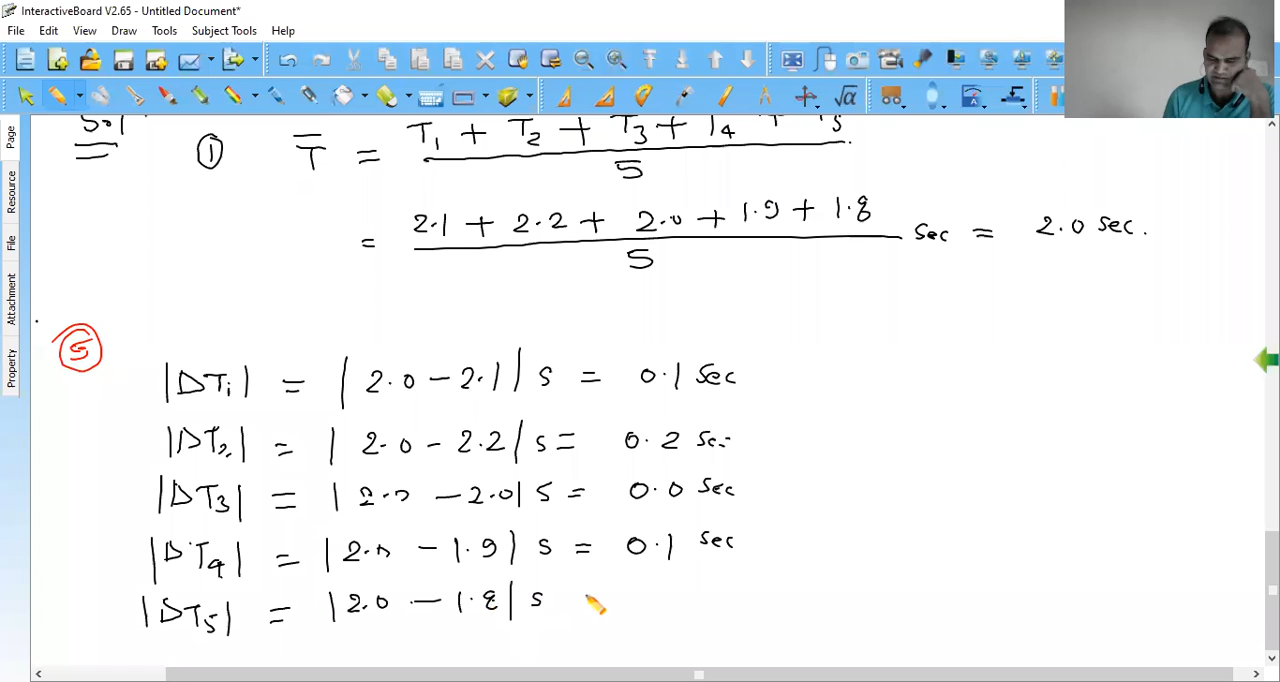 InteractiveBoard V2.65 - Untitled Document*
File Edit View Draw Tools Subject Tools Help
Page
Resource
File
Attachment
Property
Sol
① T̅ = T₁ + T₂ + T₃ + T₄ + T₅
5
= 2.1 + 2.2 + 2.0 + 1.9 + 1.8 sec = 2.0 sec.
5
5
|ΔT₁| = |2.0 - 2.1| s = 0.1 sec
|ΔT₂| = |2.0 - 2.2| s = 0.2 sec
|ΔT₃| = |2.0 - 2.0| s = 0.0 sec
|ΔT₄| = |2.0 - 1.9| s = 0.1 sec
|ΔT₅| = |2.0 - 1.8| s